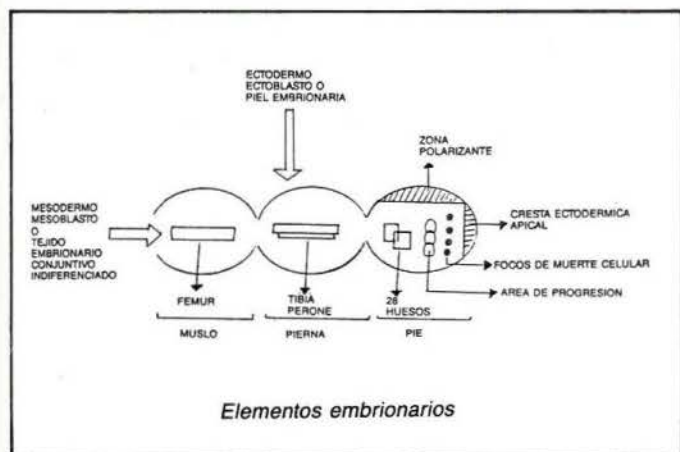 ECTODERMO
ECTOBLASTO O
PIEL EMBRIONARIA
ZONA
POLARIZANTE
MESODERMO
MESOBLASTO
O
TEJIDO
EMBRIONARIO
CONJUNTIVO
INDIFERENCIADO
CRESTA ECTODERMICA
APICAL
FOCOS DE MUERTE CELULAR
AREA DE PROGRESION
FEMUR
TIBIA
PERONE
28
HUESOS
MUSLO
PIERNA
PIE
Elementos embrionarios